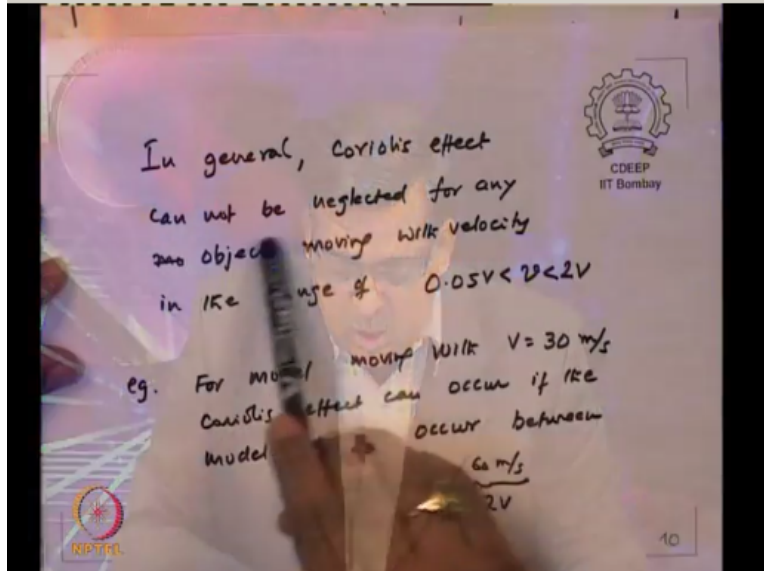 In general, Coriolis effect
can not be neglected for any
object moving with velocity
in the of 0.05V < v < 2V
eg. For moving with V = 30 m/s
Coriolis effect can occur if the
model occur between
60 m/s
2V
CDEEP
IIT Bombay
NPTEL
10